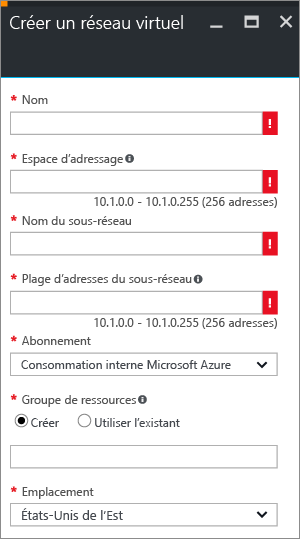 Créer un réseau virtuel
* Nom
!
* Espace d'adressage
!
10.1.0.0 - 10.1.0.255 (256 adresses)
* Nom du sous-réseau
!
* Plage d'adresses du sous-réseau
!
10.1.0.0 - 10.1.0.255 (256 adresses)
* Abonnement
Consommation interne Microsoft Azure
* Groupe de ressources
Créer Utiliser l'existant
* Emplacement
États-Unis de l'Est